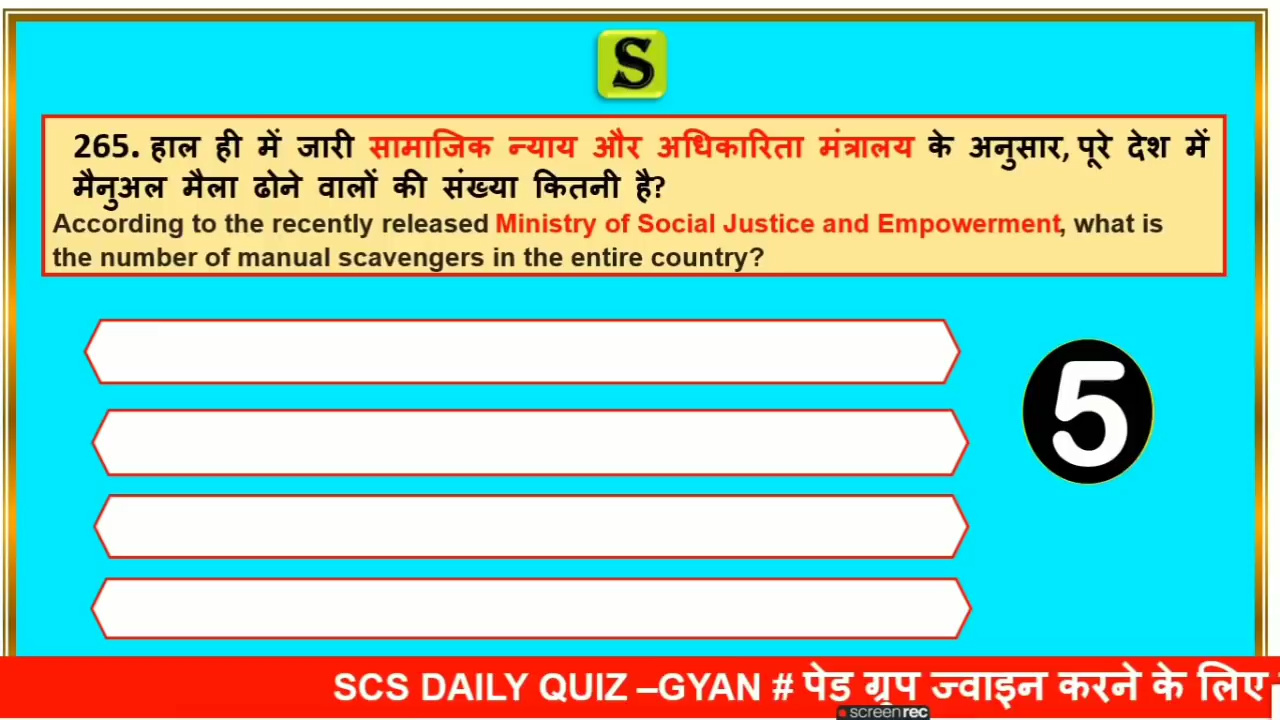 S
265. हाल ही में जारी सामाजिक न्याय और अधिकारिता मंत्रालय के अनुसार, पूरे देश में
मैनुअल मैला ढोने वालों की संख्या कितनी है?
According to the recently released Ministry of Social Justice and Empowerment, what is
the number of manual scavengers in the entire country?
5
SCS DAILY QUIZ –GYAN # पेड ग्रुप ज्वाइन करने के लिए
screenrec